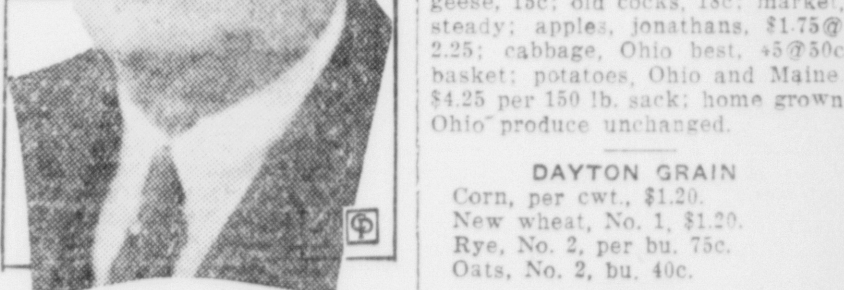 geese, 15c; old cocks, 13c; market,
steady; apples, jonathans, $1.75@
2.25; cabbage, Ohio best, 45@50c
basket; potatoes, Ohio and Maine
$4.25 per 150 lb. sack; home grown
Ohio produce unchanged.
DAYTON GRAIN
Corn, per cwt., $1.20.
New wheat, No. 1, $1.20.
Rye, No. 2, per bu. 75c.
Oats, No. 2, bu. 40c.
CP